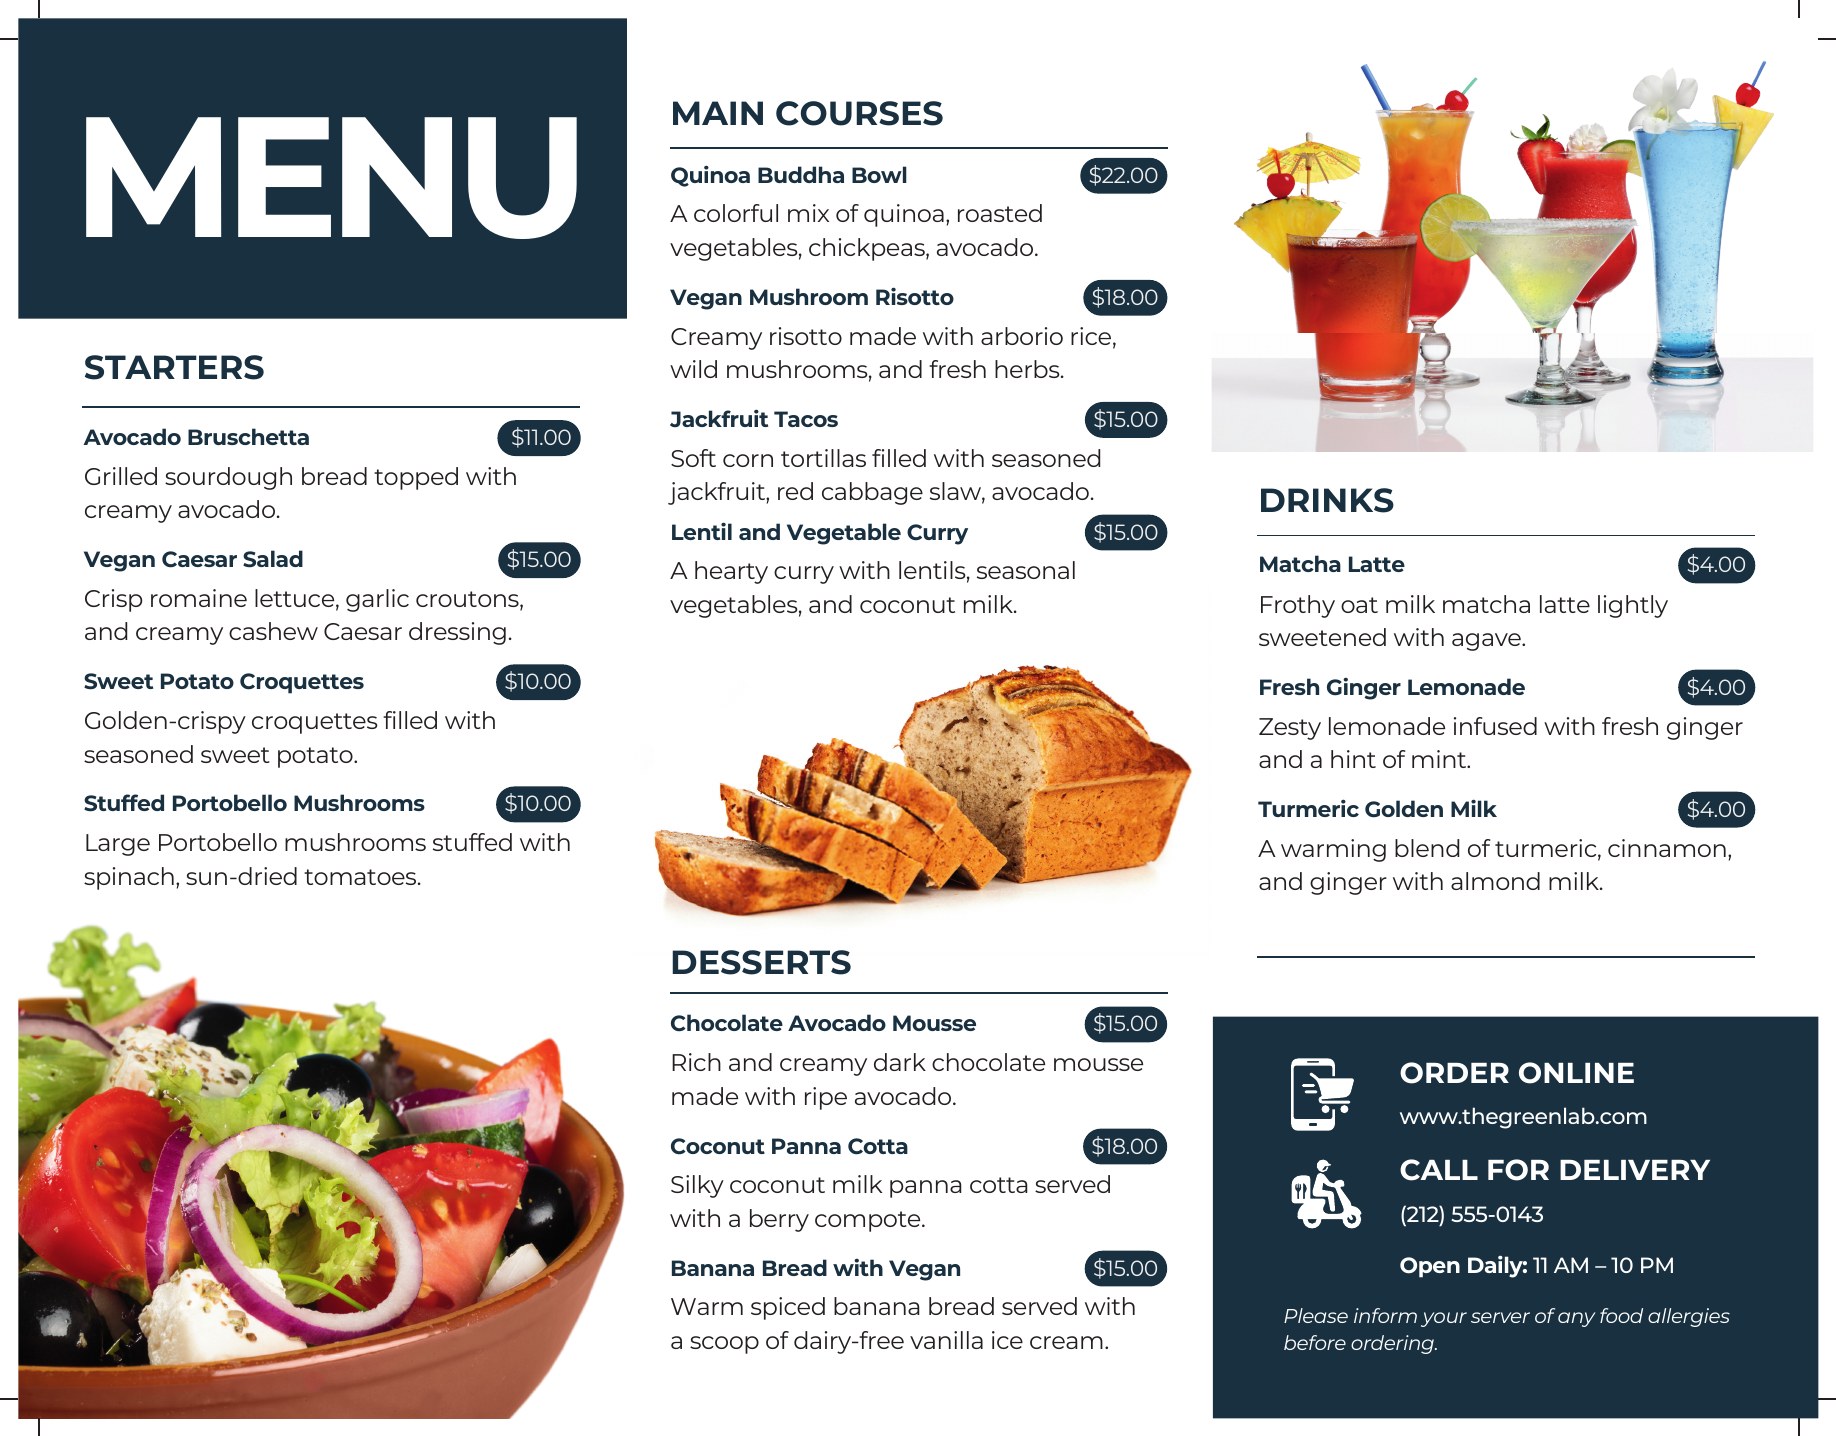 MENU
STARTERS
Avocado Bruschetta $11.00
Grilled sourdough bread topped with
creamy avocado.
Vegan Caesar Salad $15.00
Crisp romaine lettuce, garlic croutons,
and creamy cashew Caesar dressing.
Sweet Potato Croquettes $10.00
Golden-crispy croquettes filled with
seasoned sweet potato.
Stuffed Portobello Mushrooms $10.00
Large Portobello mushrooms stuffed with
spinach, sun-dried tomatoes.
MAIN COURSES
Quinoa Buddha Bowl $22.00
A colorful mix of quinoa, roasted
vegetables, chickpeas, avocado.
Vegan Mushroom Risotto $18.00
Creamy risotto made with arborio rice,
wild mushrooms, and fresh herbs.
Jackfruit Tacos $15.00
Soft corn tortillas filled with seasoned
jackfruit, red cabbage slaw, avocado.
Lentil and Vegetable Curry $15.00
A hearty curry with lentils, seasonal
vegetables, and coconut milk.
DESSERTS
Chocolate Avocado Mousse $15.00
Rich and creamy dark chocolate mousse
made with ripe avocado.
Coconut Panna Cotta $18.00
Silky coconut milk panna cotta served
with a berry compote.
Banana Bread with Vegan $15.00
Warm spiced banana bread served with
a scoop of dairy-free vanilla ice cream.
DRINKS
Matcha Latte $4.00
Frothy oat milk matcha latte lightly
sweetened with agave.
Fresh Ginger Lemonade $4.00
Zesty lemonade infused with fresh ginger
and a hint of mint.
Turmeric Golden Milk $4.00
A warming blend of turmeric, cinnamon,
and ginger with almond milk.
ORDER ONLINE
www.thegreenlab.com
CALL FOR DELIVERY
(212) 555-0143
Open Daily: 11 AM – 10 PM
Please inform your server of any food allergies
before ordering.